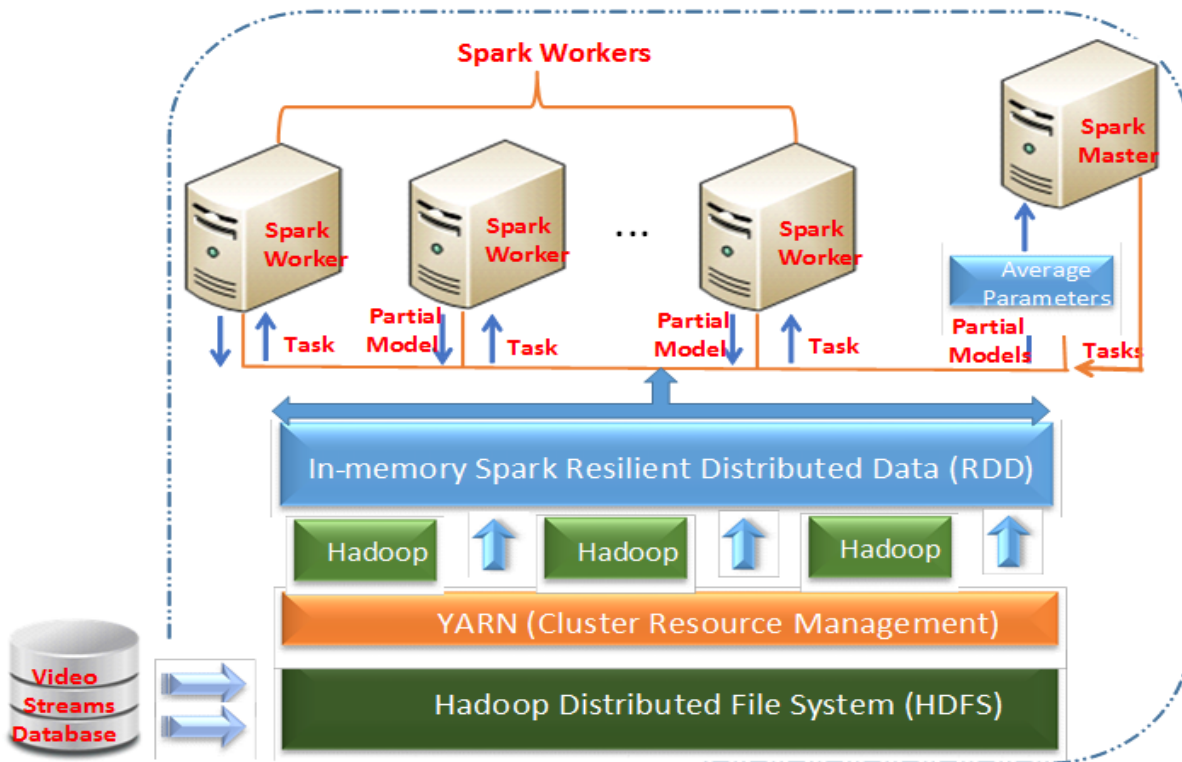 Spark Workers
Spark
Master
Spark
Worker
Spark
Worker
...
Spark
Worker
Average
Parameters
Task
Partial
Model
Task
Partial
Model
Task
Partial
Models
Tasks
In-memory Spark Resilient Distributed Data (RDD)
Hadoop
Hadoop
Hadoop
YARN (Cluster Resource Management)
Video
Streams
Database
Hadoop Distributed File System (HDFS)